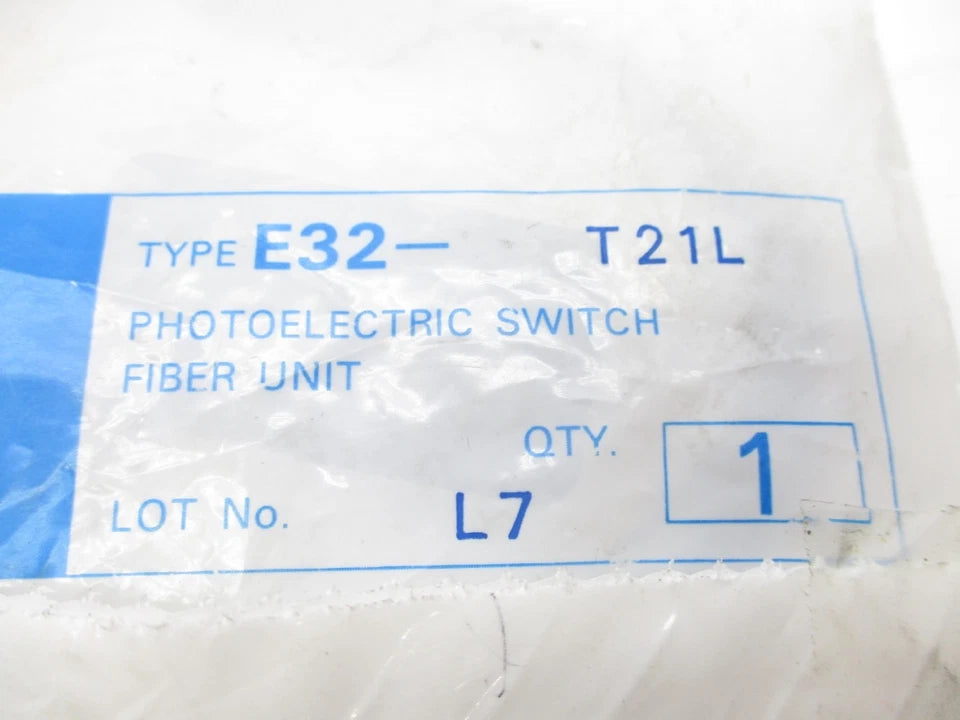 TYPE E32— T21L
PHOTOELECTRIC SWITCH
FIBER UNIT
QTY. 1
LOT No. L7